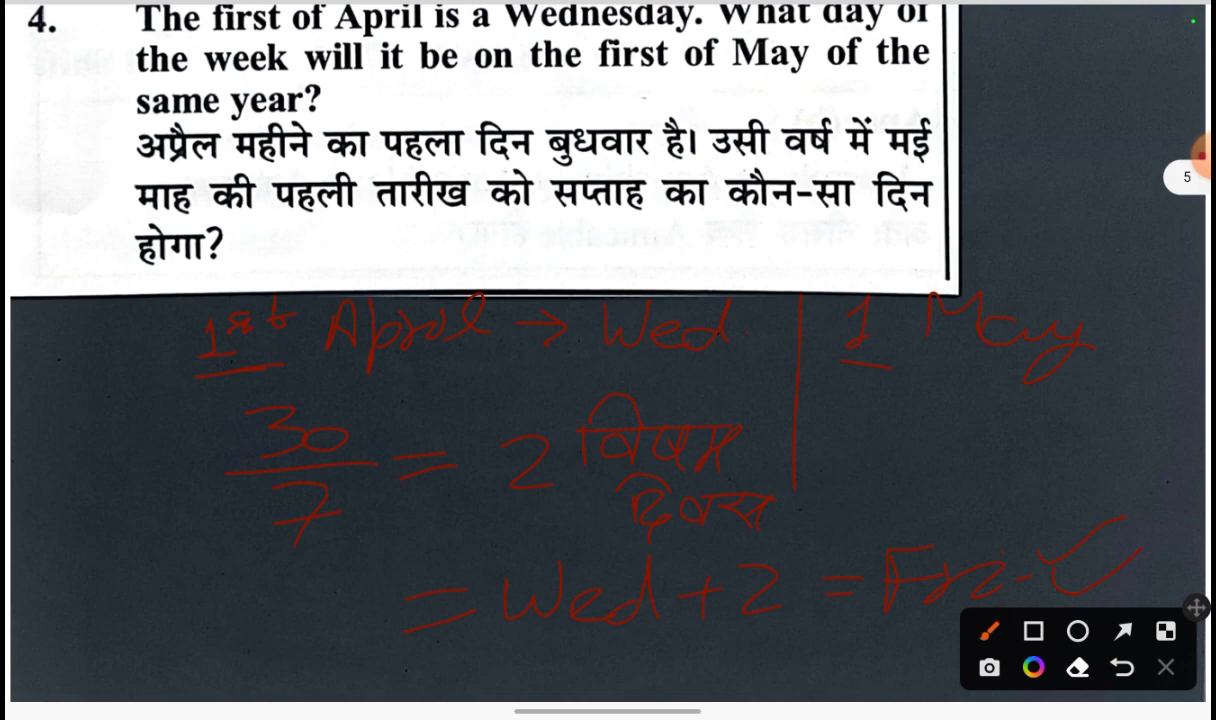 4. The first of April is a Wednesday. What day of
the week will it be on the first of May of the
same year?
अप्रैल महीने का पहला दिन बुधवार है। उसी वर्ष में मई
माह की पहली तारीख को सप्ताह का कौन-सा दिन
होगा?
5
1st April → Wed. | 1 May
30/7 = 2 विषम
दिवस
= Wed + 2 = Fri. ✓